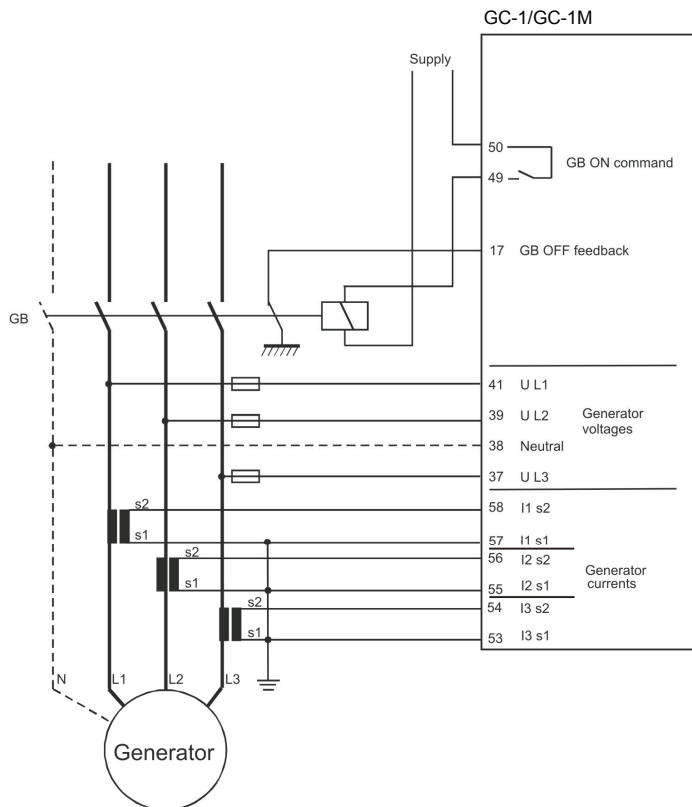 GC-1/GC-1M
Supply
50
GB ON command
49
17 GB OFF feedback
GB
41 U L1
39 U L2
Generator
voltages
38 Neutral
37 U L3
s2
58 I1 s2
s1
57 I1 s1
s2
56 I2 s2
Generator
currents
s1
55 I2 s1
s2
54 I3 s2
s1
53 I3 s1
N L1 L2 L3
Generator